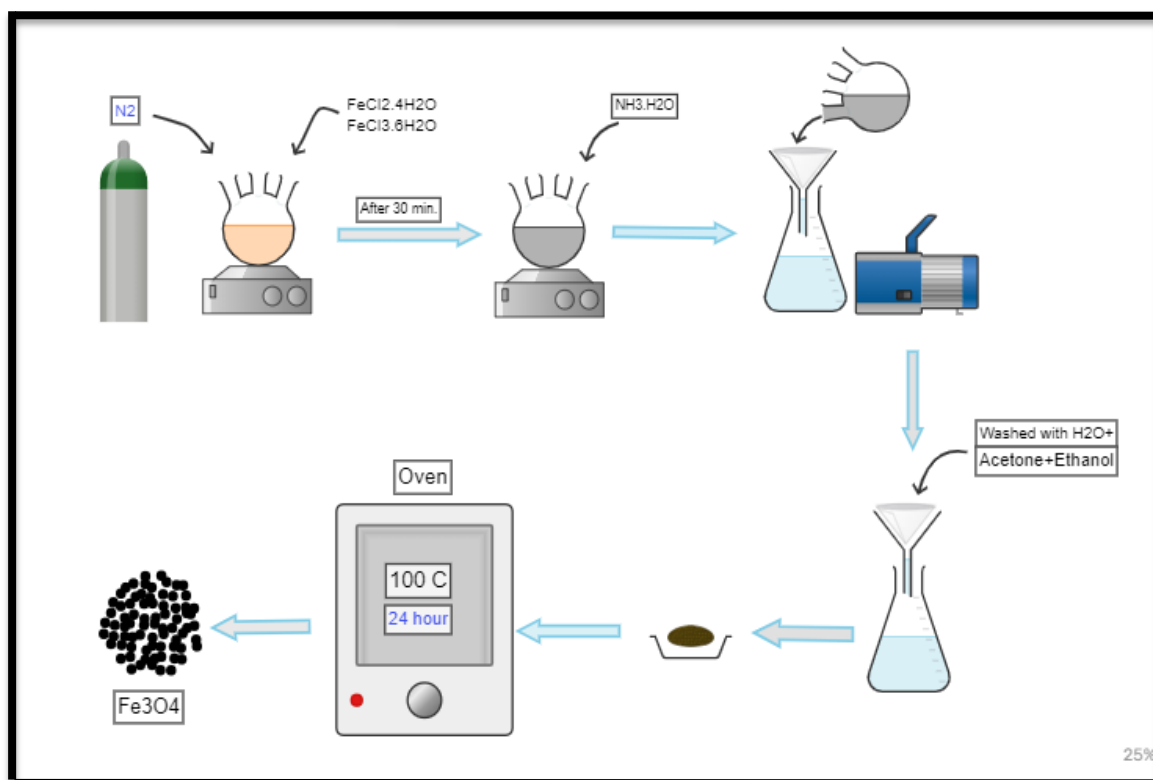 N2
FeCl2.4H2O
FeCl3.6H2O
After 30 min.
NH3.H2O
Washed with H2O+
Acetone+Ethanol
Oven
100 C
24 hour
Fe3O4
25%